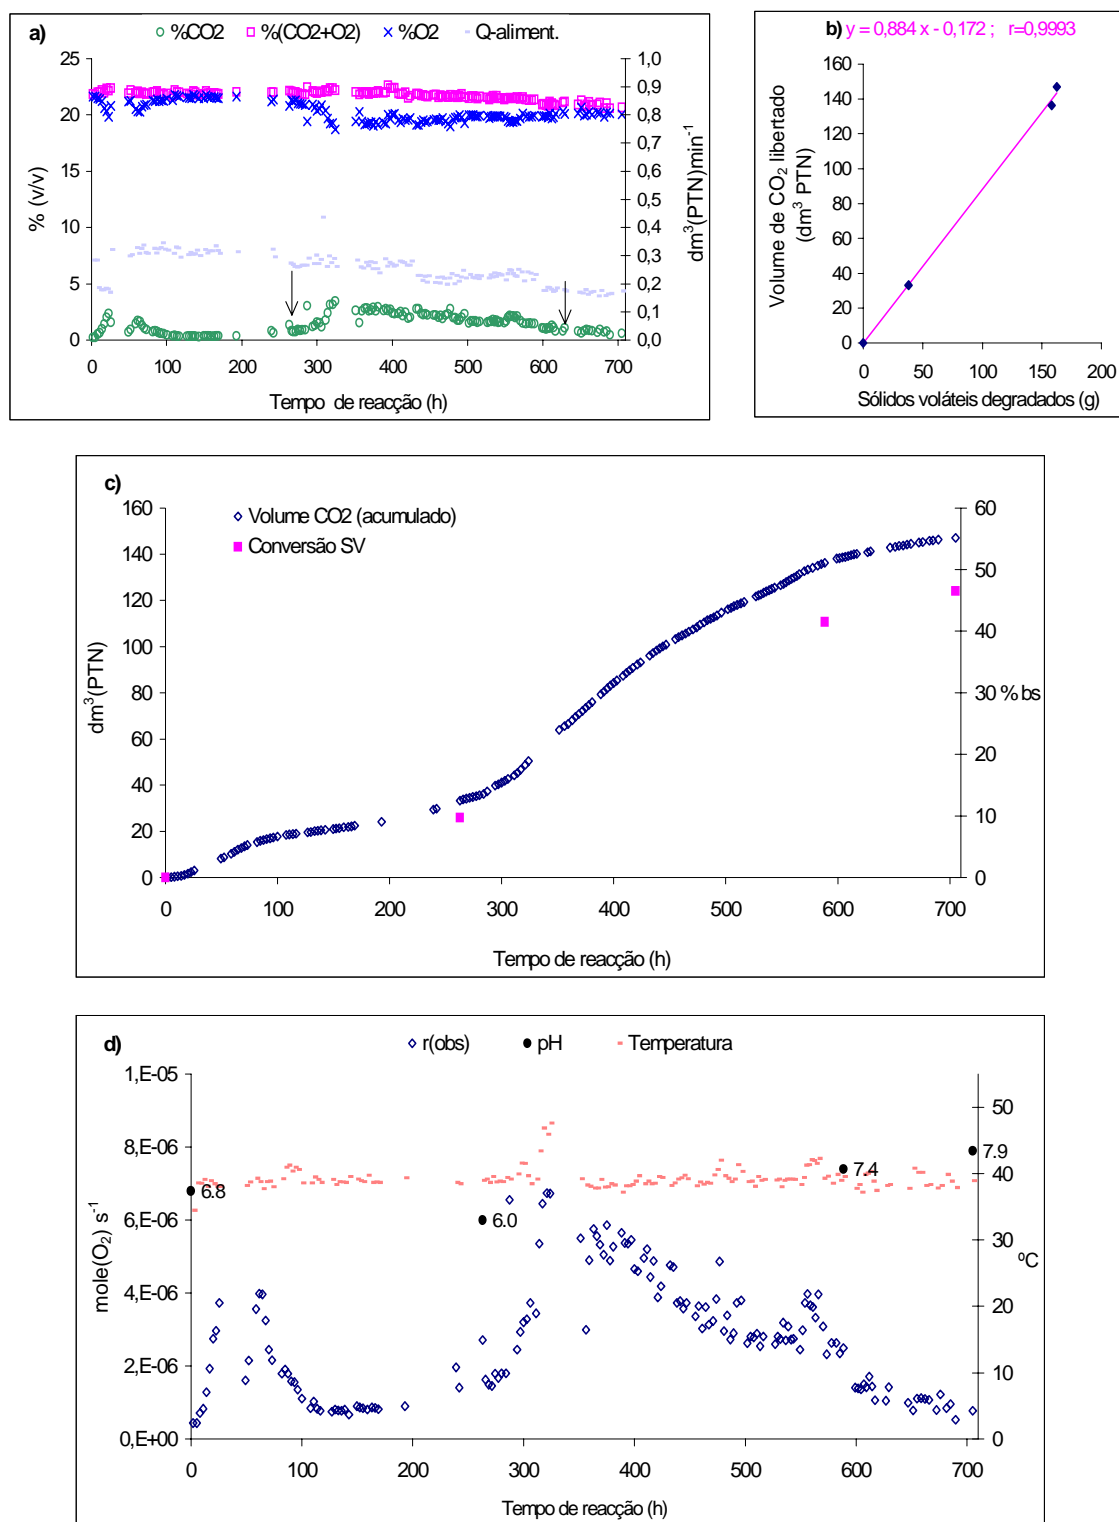 a)
%CO2 %(CO2+O2) %O2 Q-aliment.
% (v/v)
25
20
15
10
5
0
1,0
0,9
0,8
0,7
0,6
0,5
0,4
0,3
0,2
0,1
0,0
dm³(PTN)min⁻¹
0 100 200 300 400 500 600 700
Tempo de reacção (h)
b) y = 0,884 x - 0,172 ; r=0,9993
Volume de CO₂ libertado
(dm³ PTN)
160
140
120
100
80
60
40
20
0
0 50 100 150 200
Sólidos voláteis degradados (g)
c)
Volume CO2 (acumulado)
Conversão SV
dm³(PTN)
160
140
120
100
80
60
40
20
0
60
50
40
30 % bs
20
10
0
0 100 200 300 400 500 600 700
Tempo de reacção (h)
d)
r(obs) pH Temperatura
mole(O₂) s⁻¹
1,E-05
8,E-06
6,E-06
4,E-06
2,E-06
0,E+00
6.8
6.0
7.4
7.9
50
40
30
20
10
0
ºC
0 100 200 300 400 500 600 700
Tempo de reacção (h)